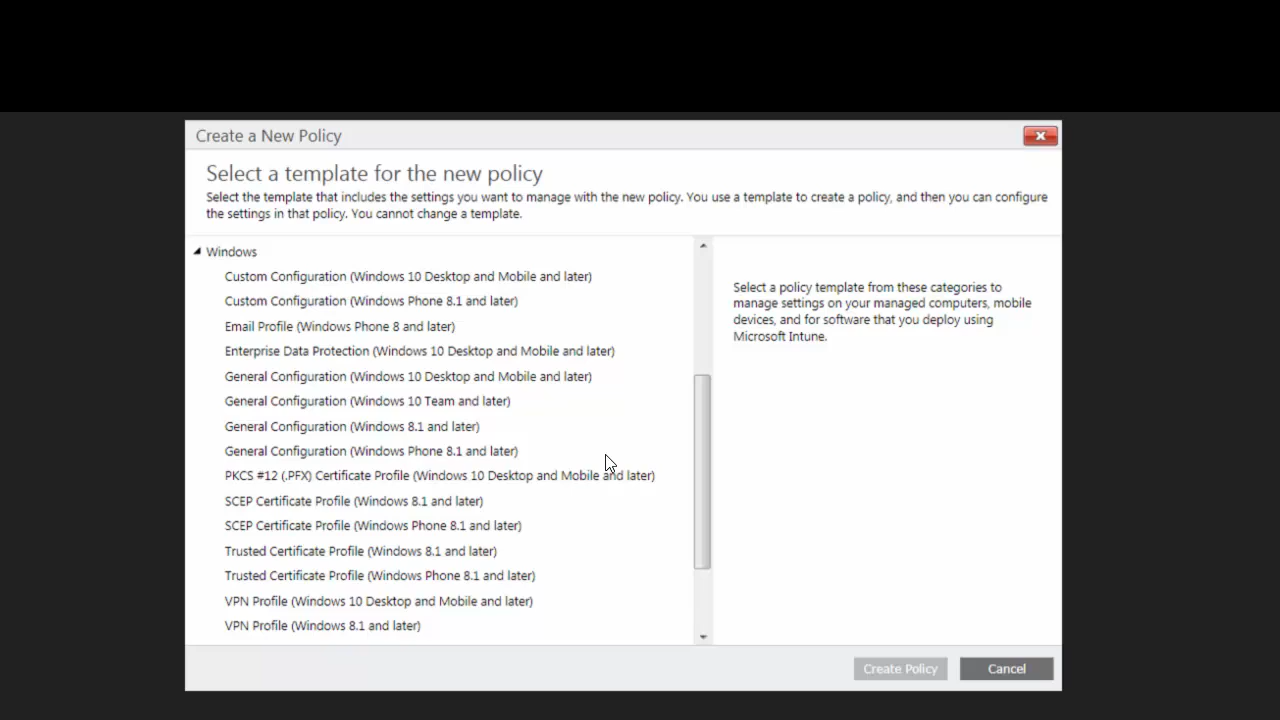 Create a New Policy
Select a template for the new policy
Select the template that includes the settings you want to manage with the new policy. You use a template to create a policy, and then you can configure
the settings in that policy. You cannot change a template.
Windows
Custom Configuration (Windows 10 Desktop and Mobile and later)
Custom Configuration (Windows Phone 8.1 and later)
Email Profile (Windows Phone 8 and later)
Enterprise Data Protection (Windows 10 Desktop and Mobile and later)
General Configuration (Windows 10 Desktop and Mobile and later)
General Configuration (Windows 10 Team and later)
General Configuration (Windows 8.1 and later)
General Configuration (Windows Phone 8.1 and later)
PKCS #12 (.PFX) Certificate Profile (Windows 10 Desktop and Mobile and later)
SCEP Certificate Profile (Windows 8.1 and later)
SCEP Certificate Profile (Windows Phone 8.1 and later)
Trusted Certificate Profile (Windows 8.1 and later)
Trusted Certificate Profile (Windows Phone 8.1 and later)
VPN Profile (Windows 10 Desktop and Mobile and later)
VPN Profile (Windows 8.1 and later)
Select a policy template from these categories to
manage settings on your managed computers, mobile
devices, and for software that you deploy using
Microsoft Intune.
Create Policy
Cancel